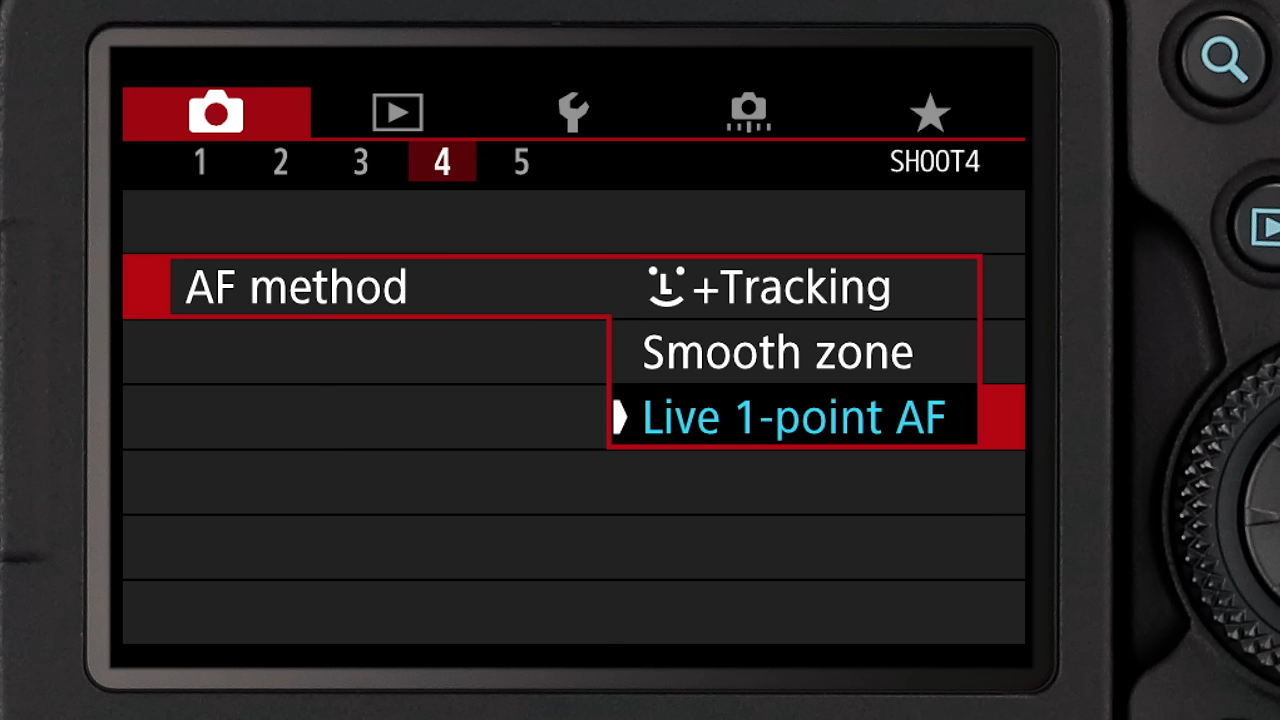 1 2 3 4 5 SHOOT4
AF method +Tracking
Smooth zone
Live 1-point AF